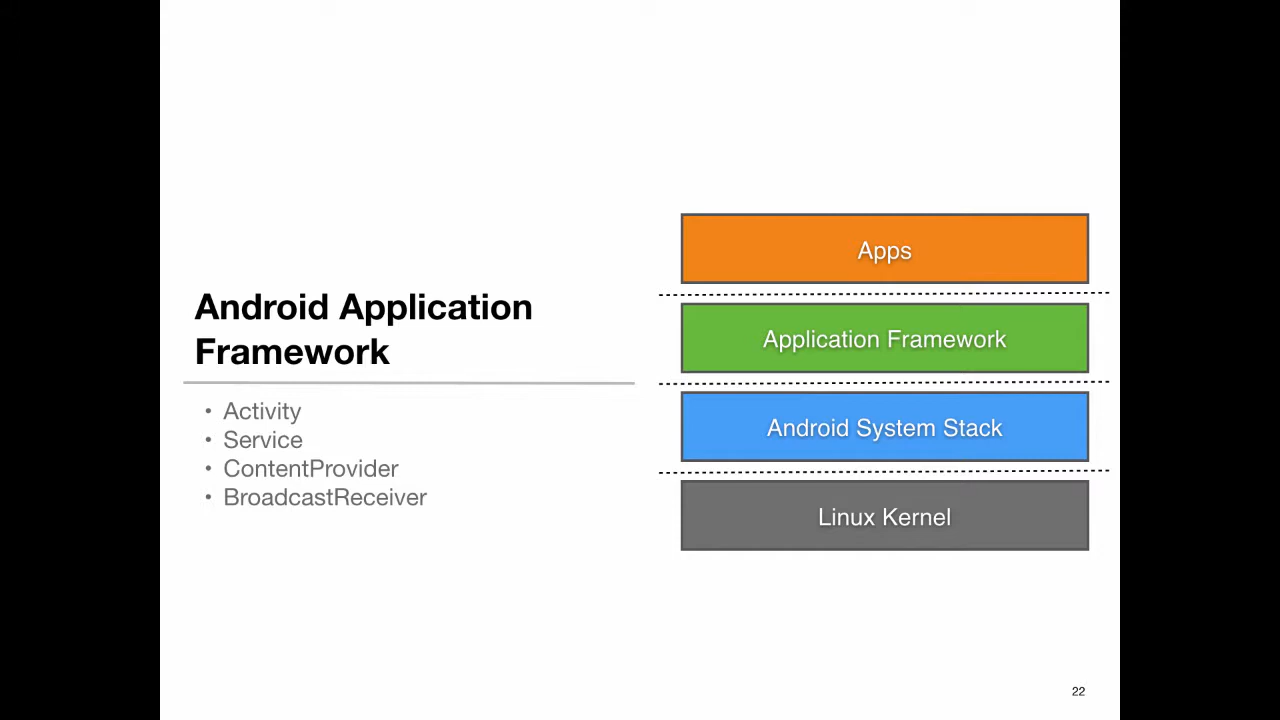 Android Application
Framework
• Activity
• Service
• ContentProvider
• BroadcastReceiver
Apps
Application Framework
Android System Stack
Linux Kernel
22